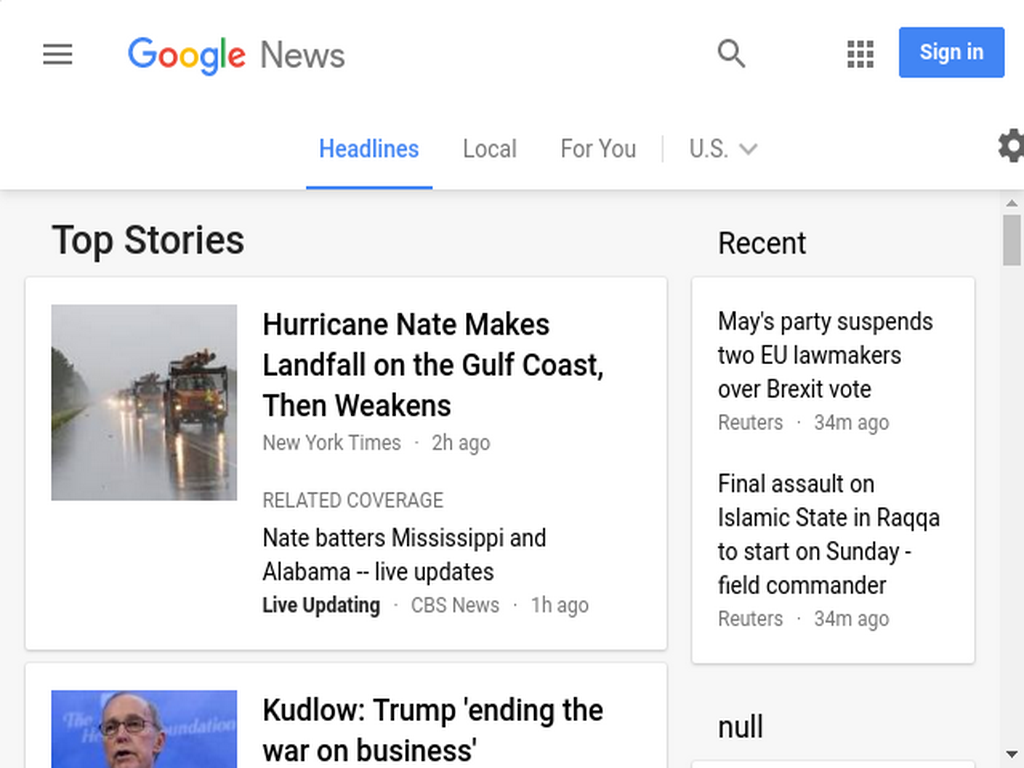 Google News
Sign in
Headlines
Local
For You
U.S.
Top Stories
Hurricane Nate Makes
Landfall on the Gulf Coast,
Then Weakens
New York Times · 2h ago
RELATED COVERAGE
Nate batters Mississippi and
Alabama -- live updates
Live Updating · CBS News · 1h ago
Kudlow: Trump 'ending the
war on business'
The
Heritage Foundation
Recent
May's party suspends
two EU lawmakers
over Brexit vote
Reuters · 34m ago
Final assault on
Islamic State in Raqqa
to start on Sunday -
field commander
Reuters · 34m ago
null